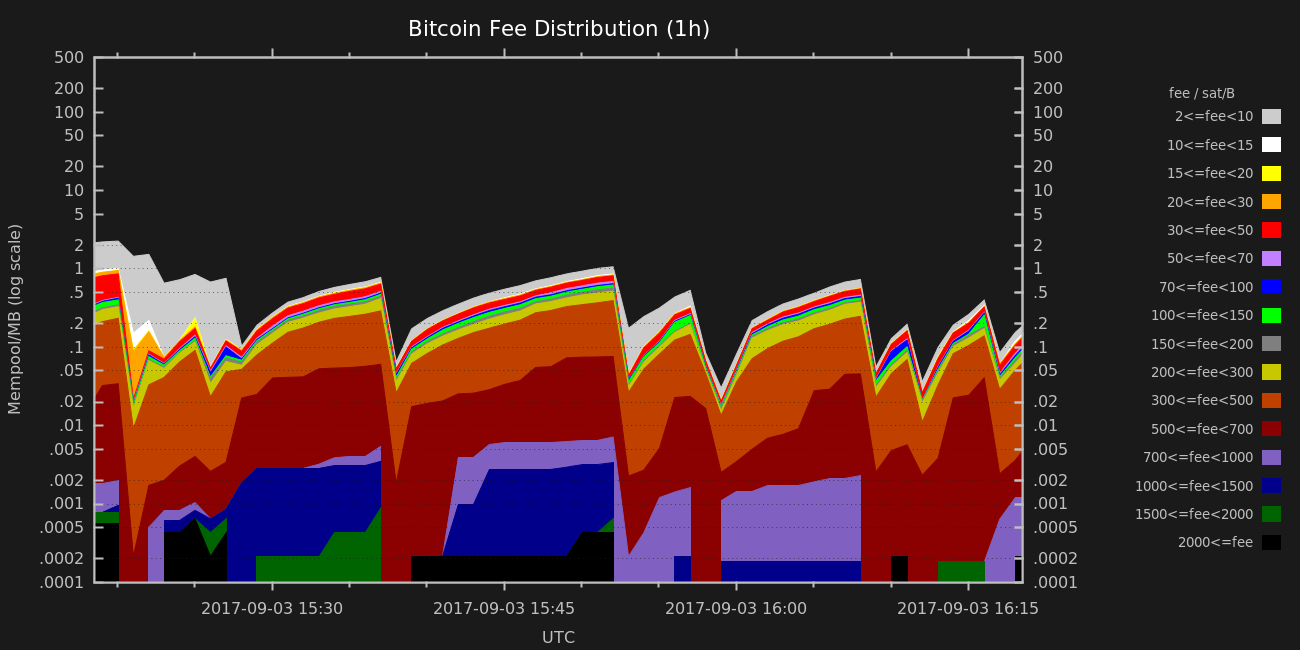 Bitcoin Fee Distribution (1h)
500 500
200 200
100 100
50 50
20 20
10 10
5 5
2 2
1 1
.5 .5
.2 .2
.1 .1
.05 .05
.02 .02
.01 .01
.005 .005
.002 .002
.001 .001
.0005 .0005
.0002 .0002
.0001 .0001
Mempool/MB (log scale)
2017-09-03 15:30 2017-09-03 15:45 2017-09-03 16:00 2017-09-03 16:15
UTC
fee / sat/B
2<=fee<10
10<=fee<15
15<=fee<20
20<=fee<30
30<=fee<50
50<=fee<70
70<=fee<100
100<=fee<150
150<=fee<200
200<=fee<300
300<=fee<500
500<=fee<700
700<=fee<1000
1000<=fee<1500
1500<=fee<2000
2000<=fee